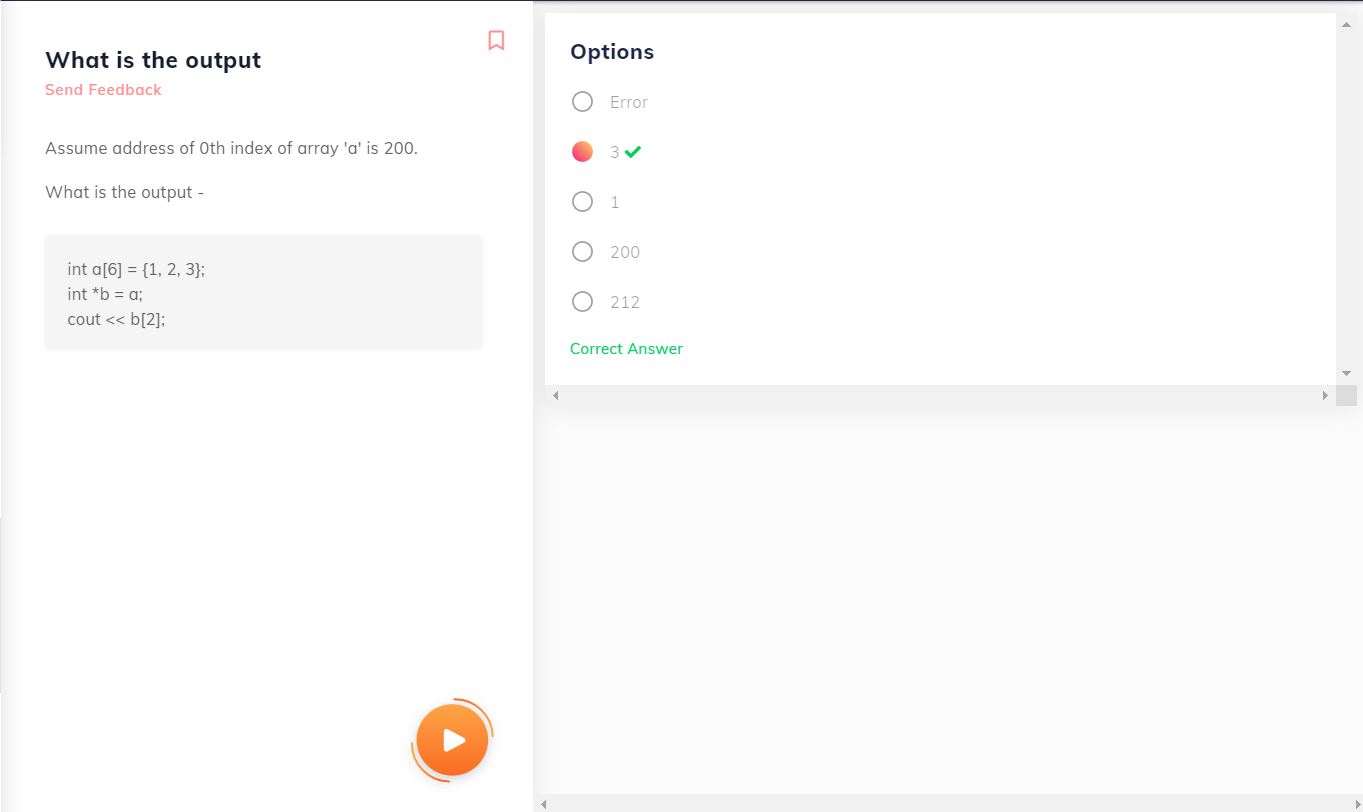 What is the output
Send Feedback
Assume address of 0th index of array 'a' is 200.
What is the output -
int a[6] = {1, 2, 3};
int *b = a;
cout << b[2];
Options
Error
3
1
200
212
Correct Answer